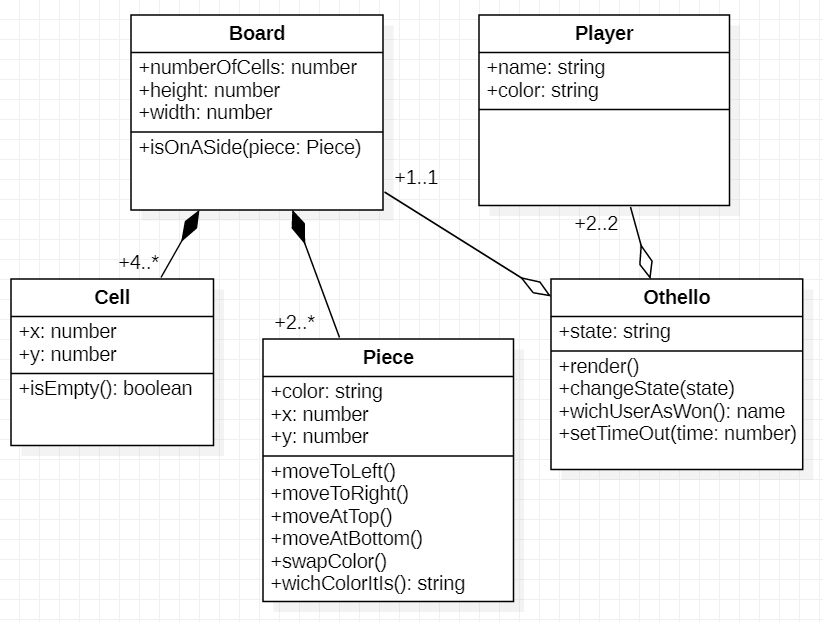 Board
+numberOfCells: number
+height: number
+width: number
+isOnASide(piece: Piece)
Player
+name: string
+color: string
+1..1
+2..2
+4..*
+2..*
Cell
+x: number
+y: number
+isEmpty(): boolean
Piece
+color: string
+x: number
+y: number
+moveToLeft()
+moveToRight()
+moveAtTop()
+moveAtBottom()
+swapColor()
+wichColorItIs(): string
Othello
+state: string
+render()
+changeState(state)
+wichUserAsWon(): name
+setTimeOut(time: number)